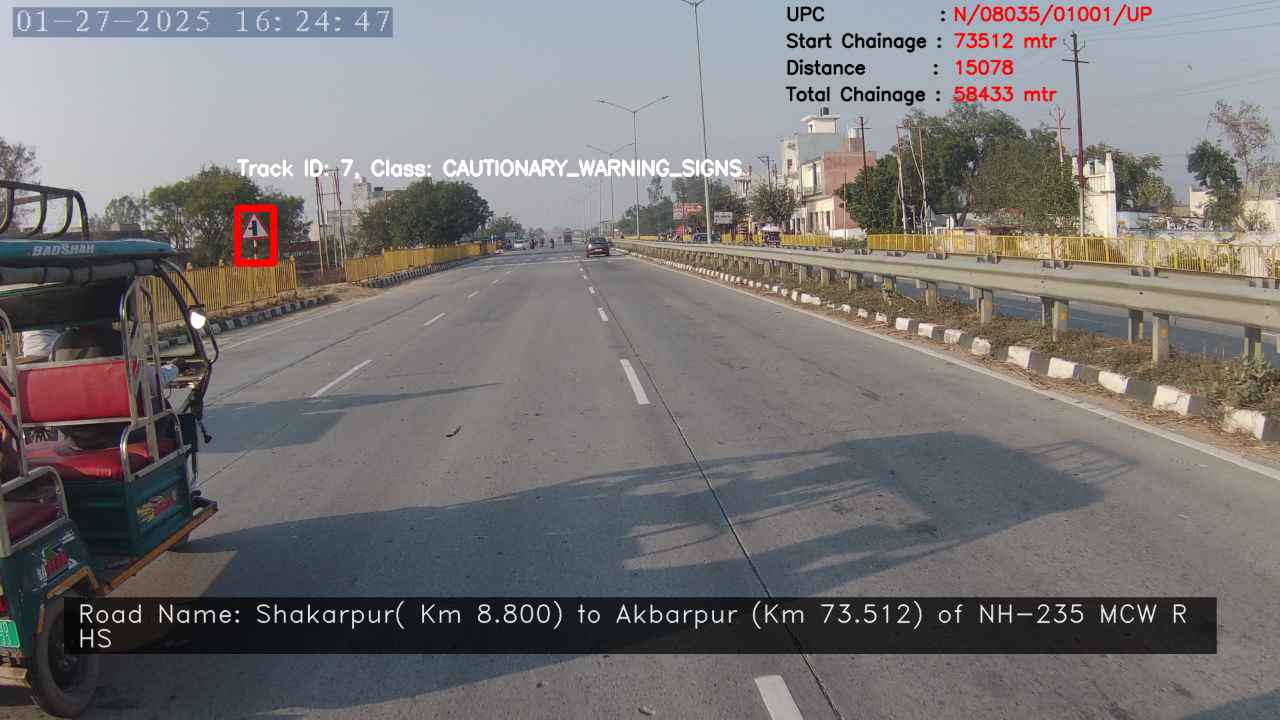 01-27-2025 16:24:47
UPC : N/08035/01001/UP
Start Chainage : 73512 mtr
Distance : 15078
Total Chainage : 58433 mtr
Track ID: 7, Class: CAUTIONARY_WARNING_SIGNS
BADSHAH
Road Name: Shakarpur( Km 8.800) to Akbarpur (Km 73.512) of NH-235 MCW R
HS